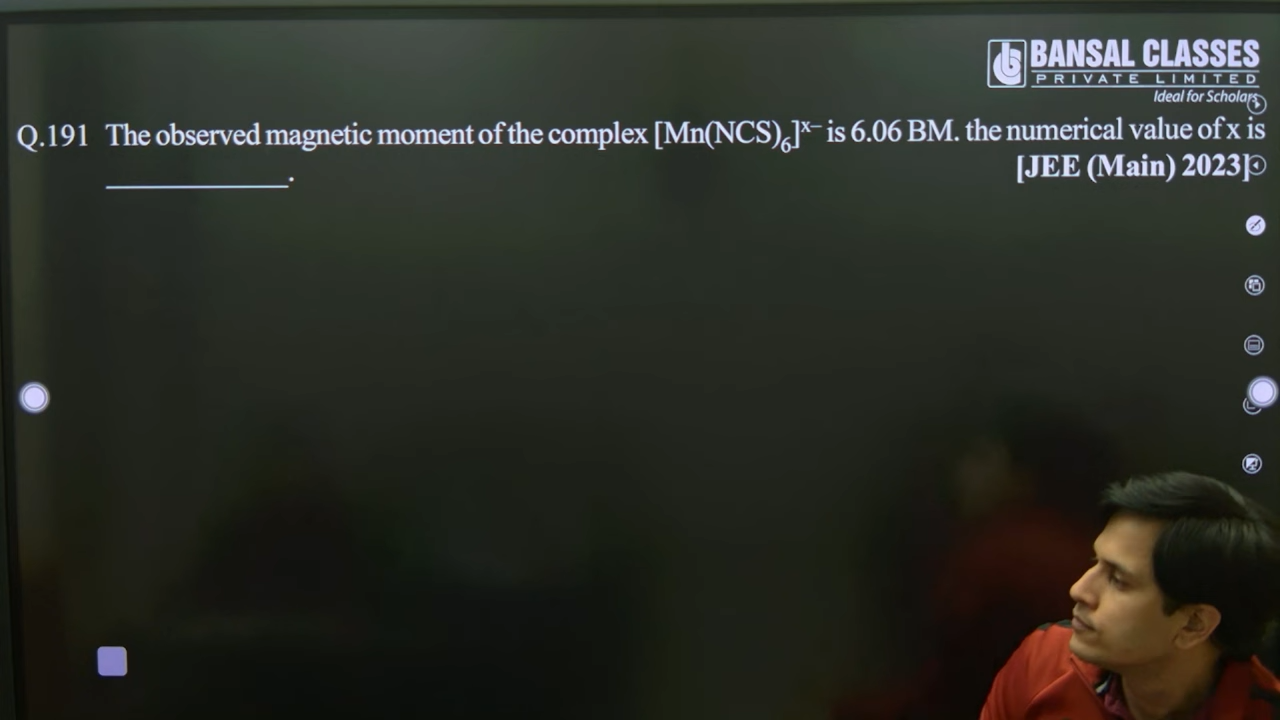 BANSAL CLASSES
PRIVATE LIMITED
Ideal for Scholars
Q.191 The observed magnetic moment of the complex [Mn(NCS)₆]ˣ⁻ is 6.06 BM. the numerical value of x is
____________. [JEE (Main) 2023]